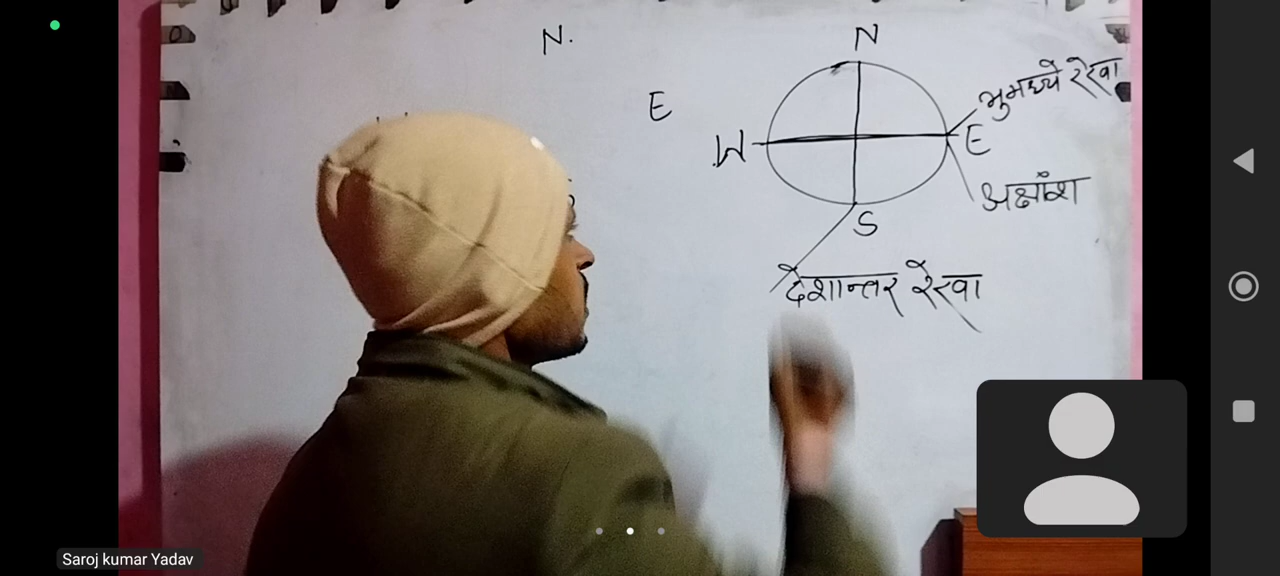 N.
N
E
भुमध्ये रेखा
W
E
अक्षांश
S
देशान्तर रेखा
Saroj kumar Yadav